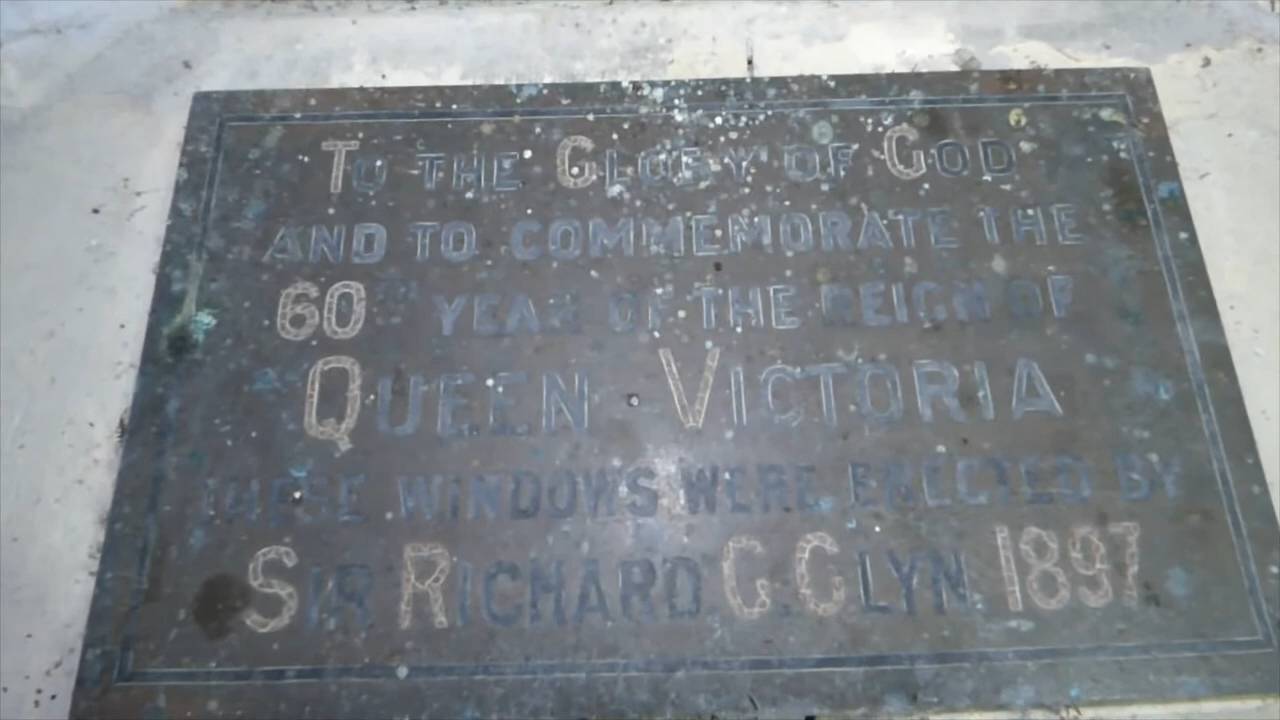 TO THE GLORY OF GOD
AND TO COMMEMORATE THE
60TH YEAR OF THE REIGN OF
QUEEN VICTORIA
THESE WINDOWS WERE ERECTED BY
SIR RICHARD G. GLYN 1897